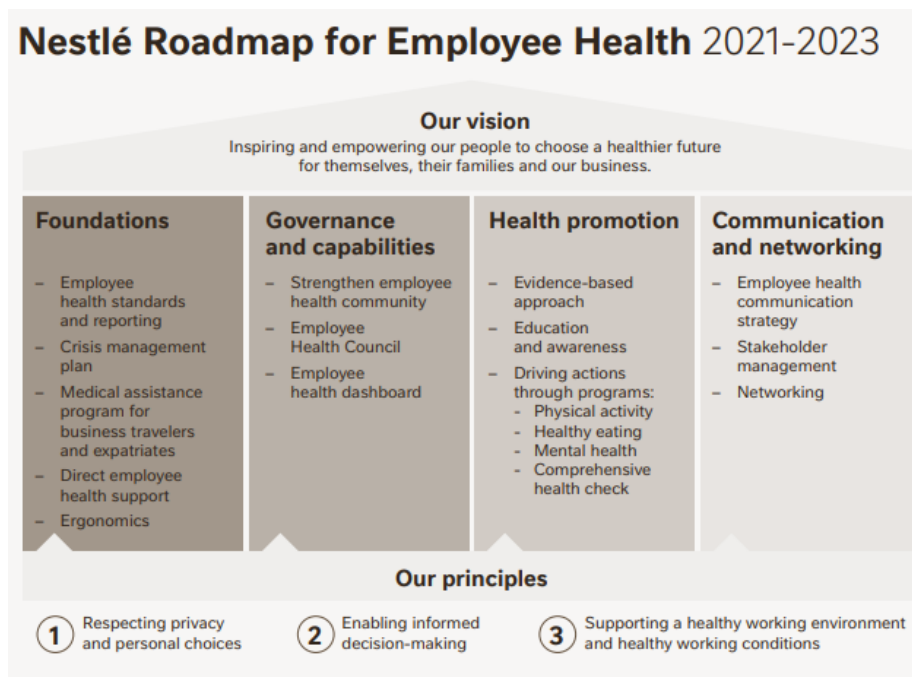 Nestlé Roadmap for Employee Health 2021-2023
Our vision
Inspiring and empowering our people to choose a healthier future
for themselves, their families and our business.
Foundations
– Employee
health standards
and reporting
– Crisis management
plan
– Medical assistance
program for
business travelers
and expatriates
– Direct employee
health support
– Ergonomics
Governance
and capabilities
– Strengthen employee
health community
– Employee
Health Council
– Employee
health dashboard
Health promotion
– Evidence-based
approach
– Education
and awareness
– Driving actions
through programs:
- Physical activity
- Healthy eating
- Mental health
- Comprehensive
health check
Communication
and networking
– Employee health
communication
strategy
– Stakeholder
management
– Networking
Our principles
1 Respecting privacy
and personal choices
2 Enabling informed
decision-making
3 Supporting a healthy working environment
and healthy working conditions